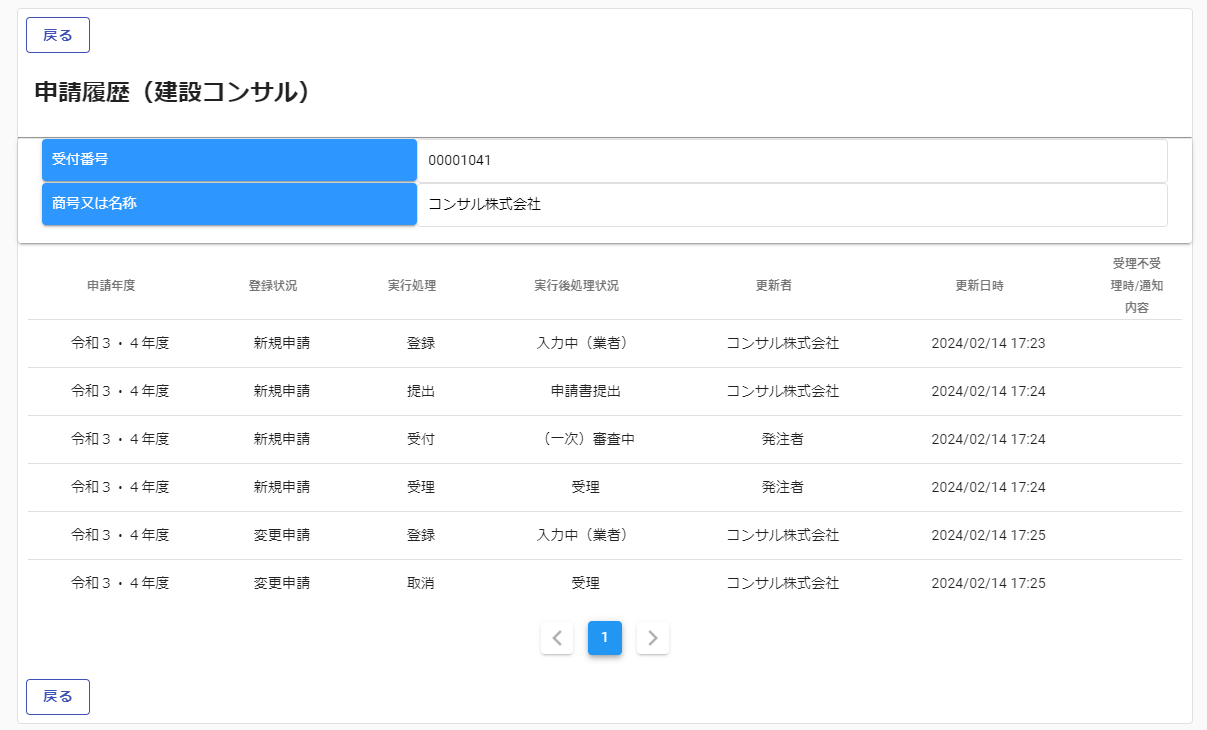 戻る
申請履歴（建設コンサル）
受付番号 00001041
商号又は名称 コンサル株式会社
申請年度 登録状況 実行処理 実行後処理状況 更新者 更新日時 受理不受
理時/通知
内容
令和３・４年度 新規申請 登録 入力中（業者） コンサル株式会社 2024/02/14 17:23
令和３・４年度 新規申請 提出 申請書提出 コンサル株式会社 2024/02/14 17:24
令和３・４年度 新規申請 受付 （一次）審査中 発注者 2024/02/14 17:24
令和３・４年度 新規申請 受理 受理 発注者 2024/02/14 17:24
令和３・４年度 変更申請 登録 入力中（業者） コンサル株式会社 2024/02/14 17:25
令和３・４年度 変更申請 取消 受理 コンサル株式会社 2024/02/14 17:25
1
戻る